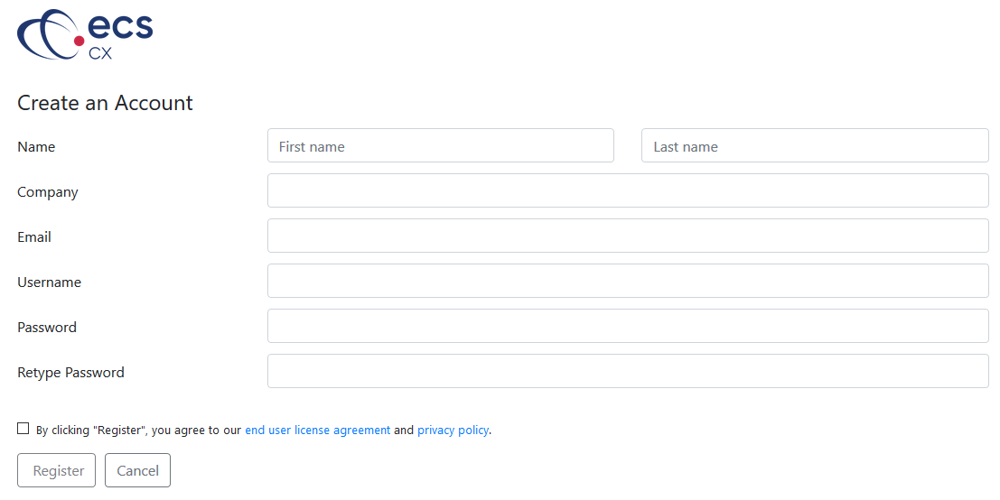 ecs
CX
Create an Account
Name First name Last name
Company
Email
Username
Password
Retype Password
By clicking "Register", you agree to our end user license agreement and privacy policy.
Register Cancel